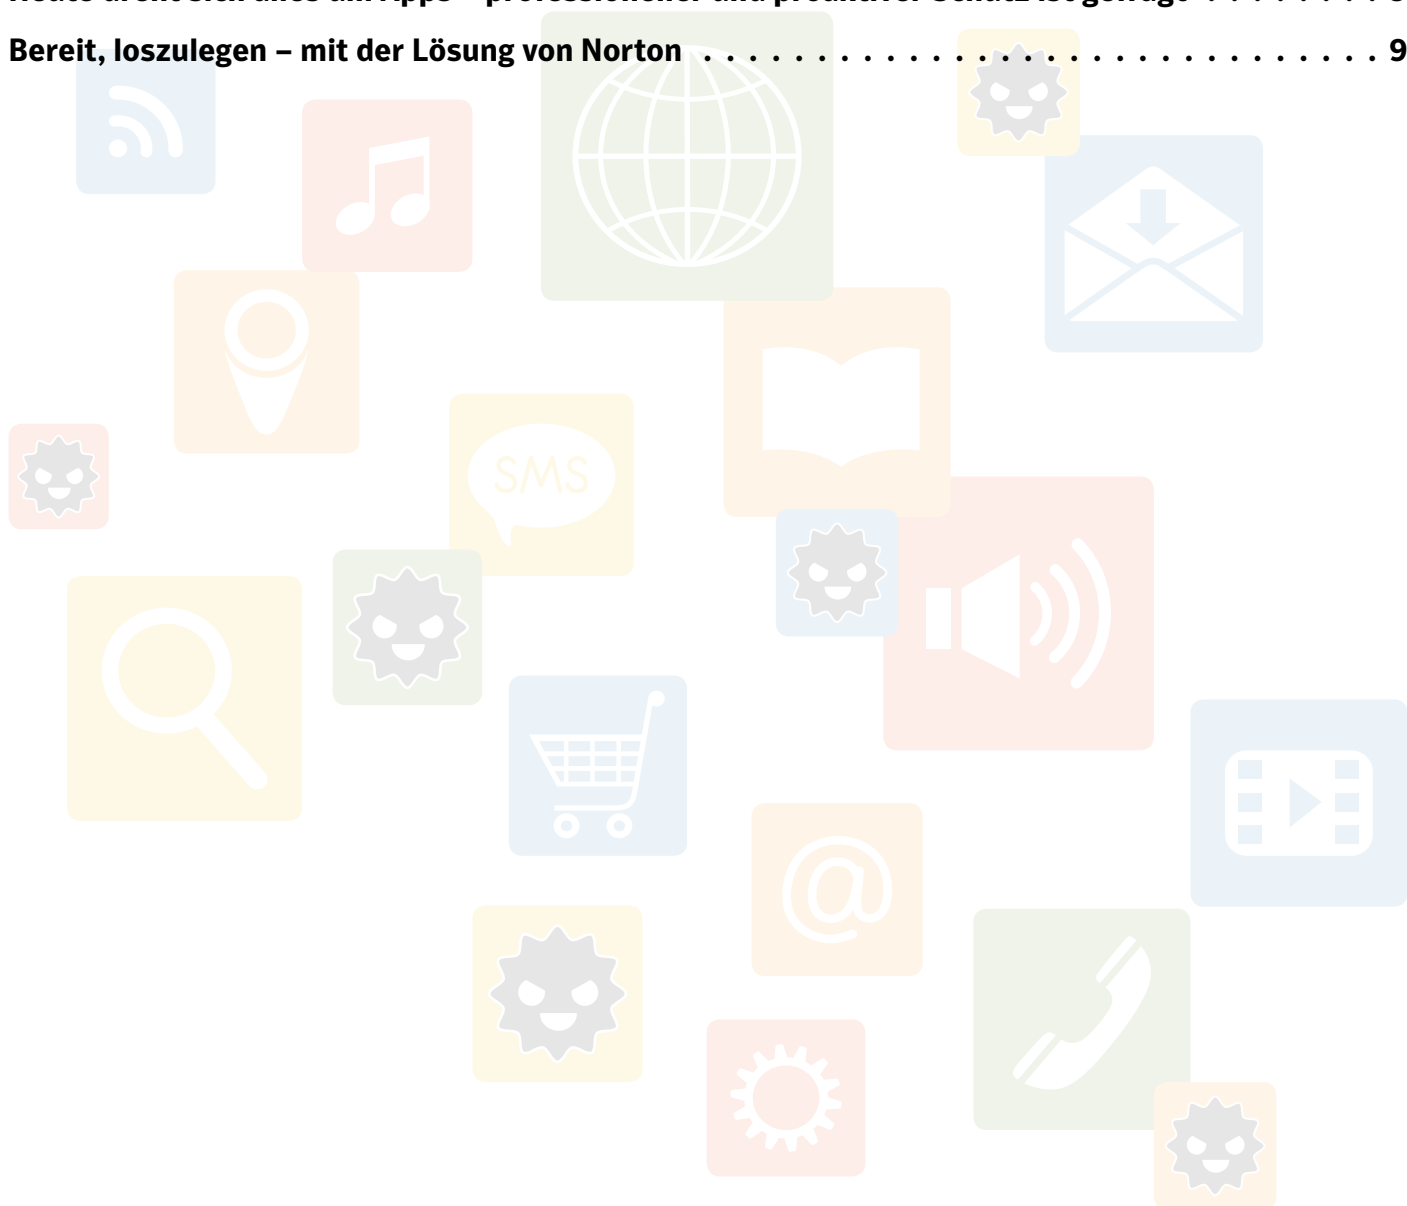 Bereit, loszulegen – mit der Lösung von Norton . . . . . . . . . . . . . . . . . . . . . . . . . . . . . . 9
SMS
@